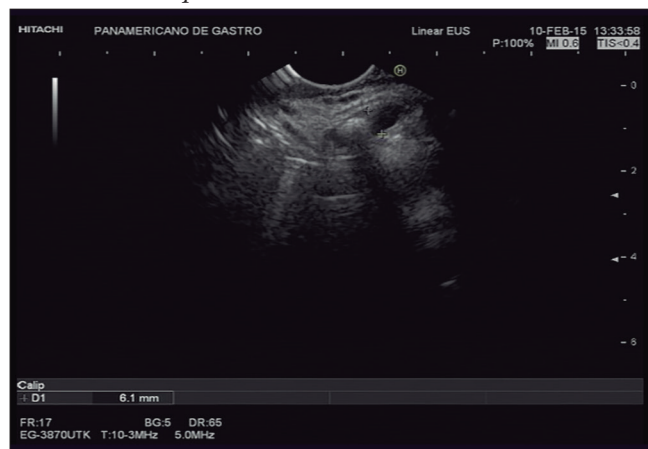 HITACHI PANAMERICANO DE GASTRO Linear EUS 10-FEB-15 13:33:58
P:100% MI 0.6 TIS<0.4
H
0
2
4
6
Calip
+ D1 6.1 mm
FR:17 BG:5 DR:65
EG-3870UTK T:10-3MHz 5.0MHz